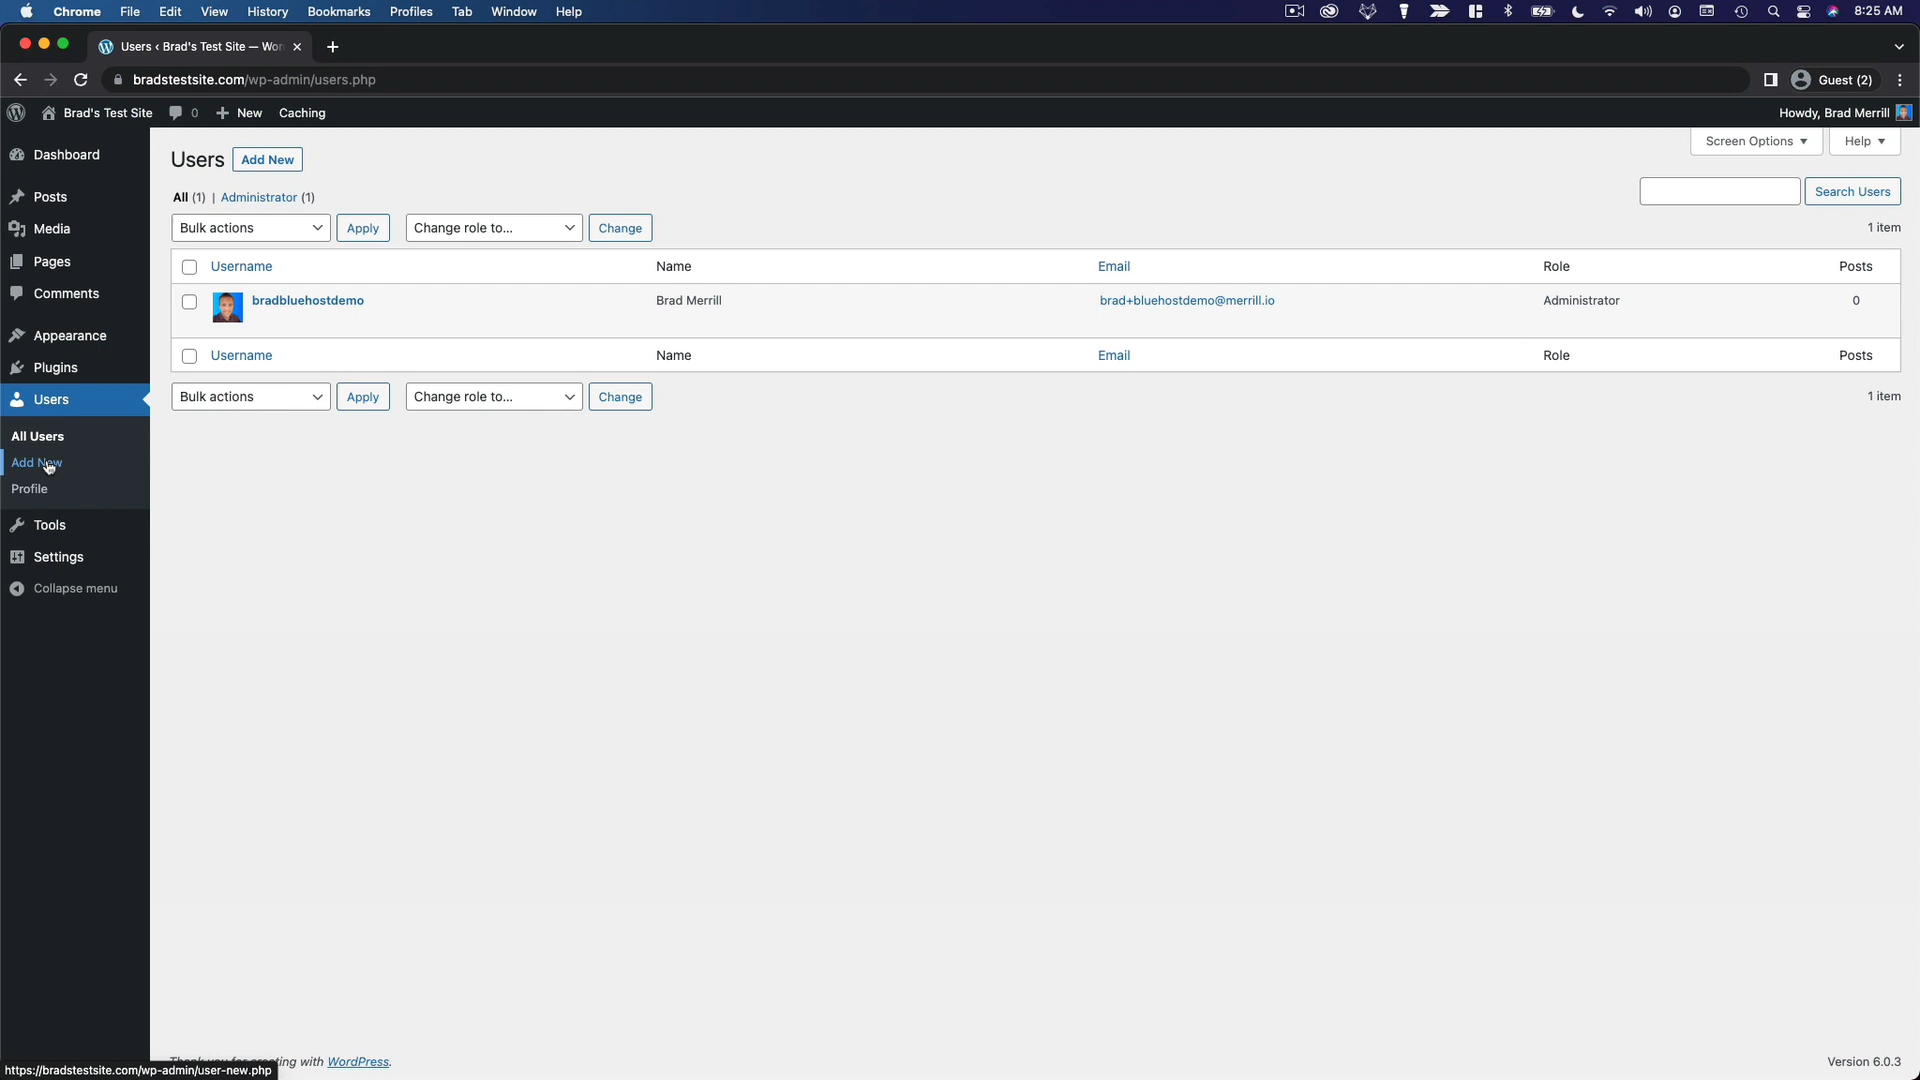 Chrome File Edit View History Bookmarks Profiles Tab Window Help 8:25 AM
Users ‹ Brad's Test Site — Wor
bradstestsite.com/wp-admin/users.php Guest (2)
Brad's Test Site 0 New Caching Howdy, Brad Merrill
Screen Options Help
Dashboard
Posts
Media
Pages
Comments
Appearance
Plugins
Users
All Users
Add New
Profile
Tools
Settings
Collapse menu
Users Add New
All (1) | Administrator (1)
Search Users
Bulk actions Apply Change role to... Change 1 item
Username Name Email Role Posts
bradbluehostdemo Brad Merrill brad+bluehostdemo@merrill.io Administrator 0
Username Name Email Role Posts
Bulk actions Apply Change role to... Change 1 item
Thank you for creating with WordPress. Version 6.0.3
https://bradstestsite.com/wp-admin/user-new.php